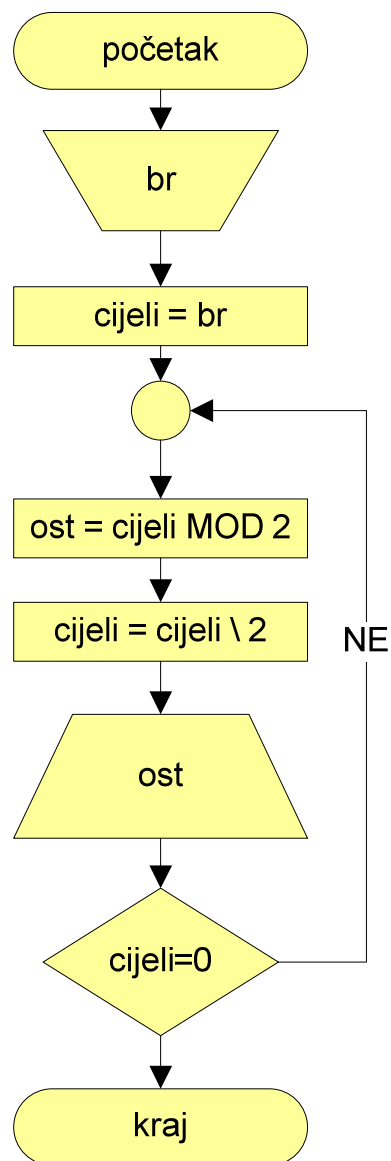 početak
br
cijeli = br
ost = cijeli MOD 2
cijeli = cijeli \ 2
NE
ost
cijeli=0
kraj